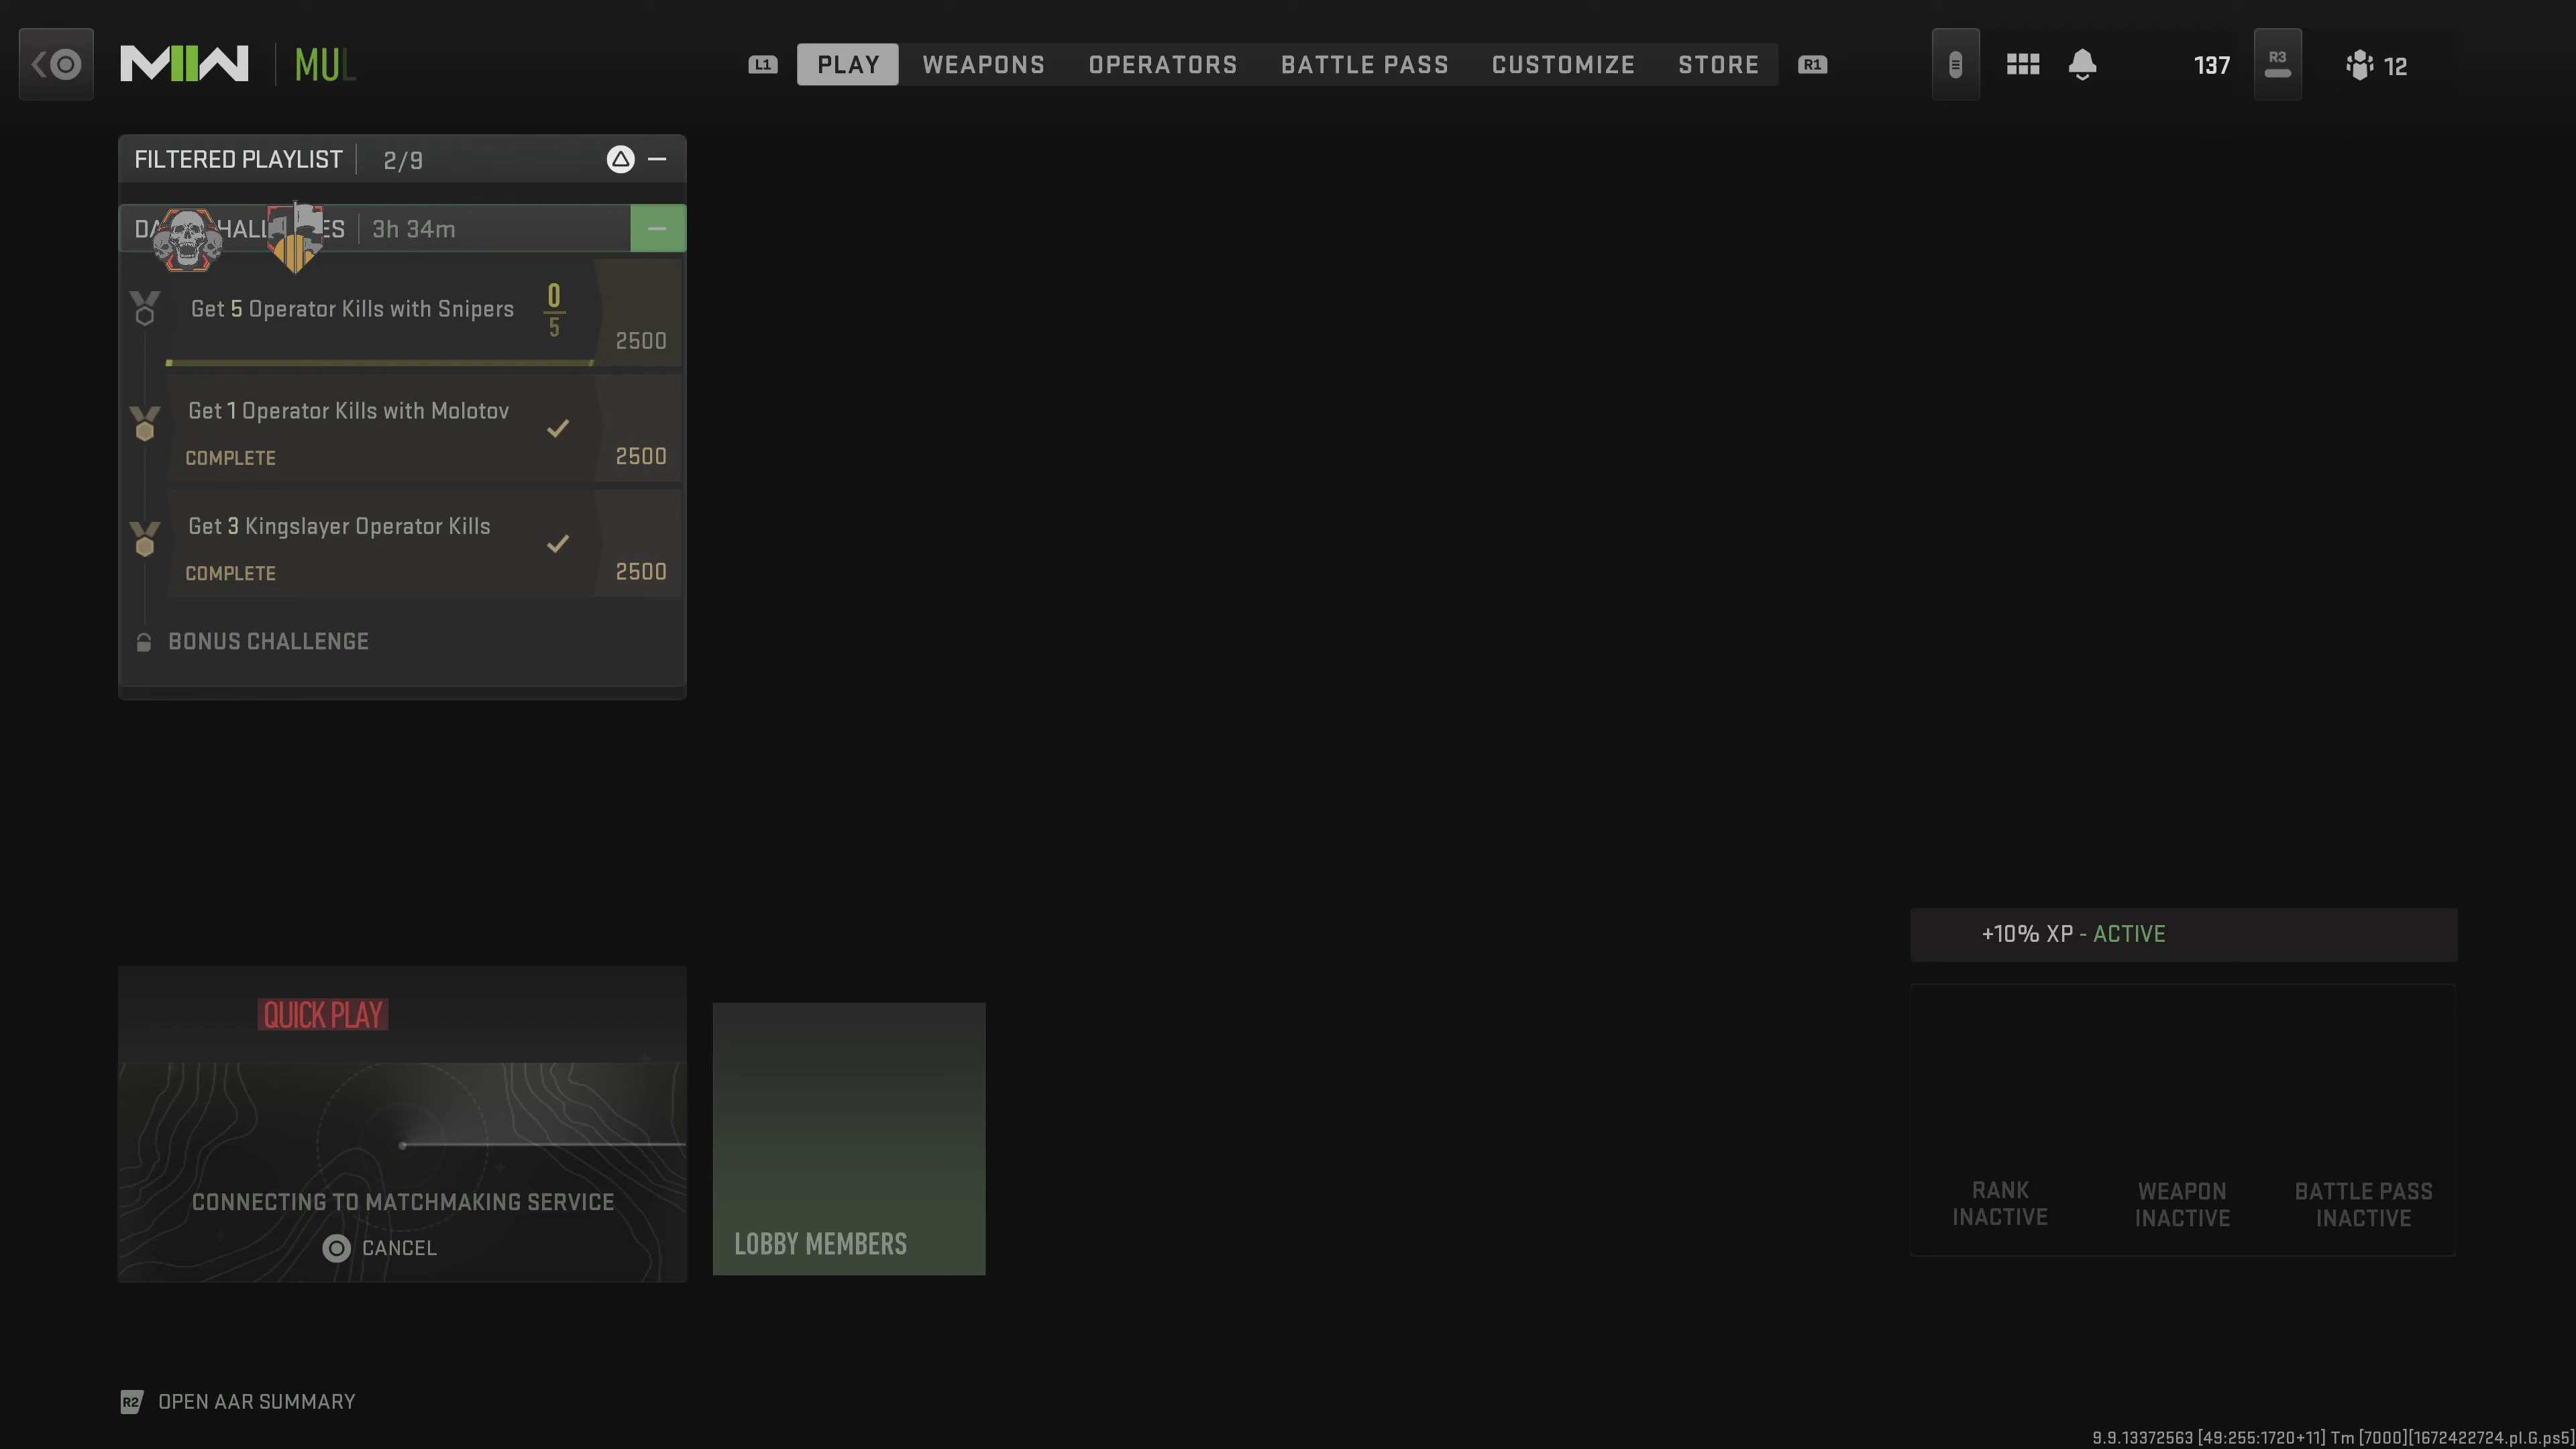 MW MUL
L1 PLAY WEAPONS OPERATORS BATTLE PASS CUSTOMIZE STORE R1
137 R3 12
FILTERED PLAYLIST 2/9
3h 34m
Get 5 Operator Kills with Snipers 0/5
2500
Get 1 Operator Kills with Molotov
COMPLETE 2500
Get 3 Kingslayer Operator Kills
COMPLETE 2500
BONUS CHALLENGE
+10% XP - ACTIVE
QUICK PLAY
CONNECTING TO MATCHMAKING SERVICE
CANCEL
LOBBY MEMBERS
RANK INACTIVE
WEAPON INACTIVE
BATTLE PASS INACTIVE
R2 OPEN AAR SUMMARY
9.9.13372563 [49:255:1720+11] Tm [7000][1672422724.pl.G.ps5]